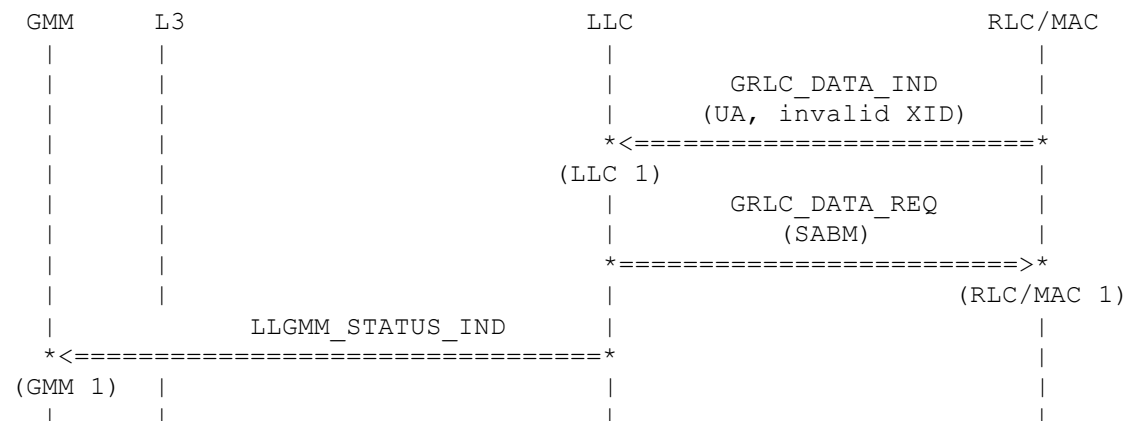 GMM L3 LLC RLC/MAC
GRLC_DATA_IND
(UA, invalid XID)
(LLC 1)
GRLC_DATA_REQ
(SABM)
(RLC/MAC 1)
LLGMM_STATUS_IND
(GMM 1)